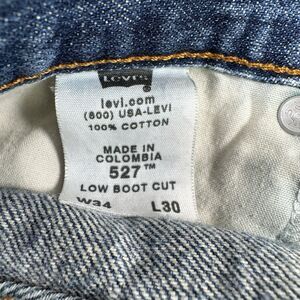 Levi's
levi.com
(800) USA-LEVI
100% COTTON
MADE IN
COLOMBIA
527™
LOW BOOT CUT
W34 L30